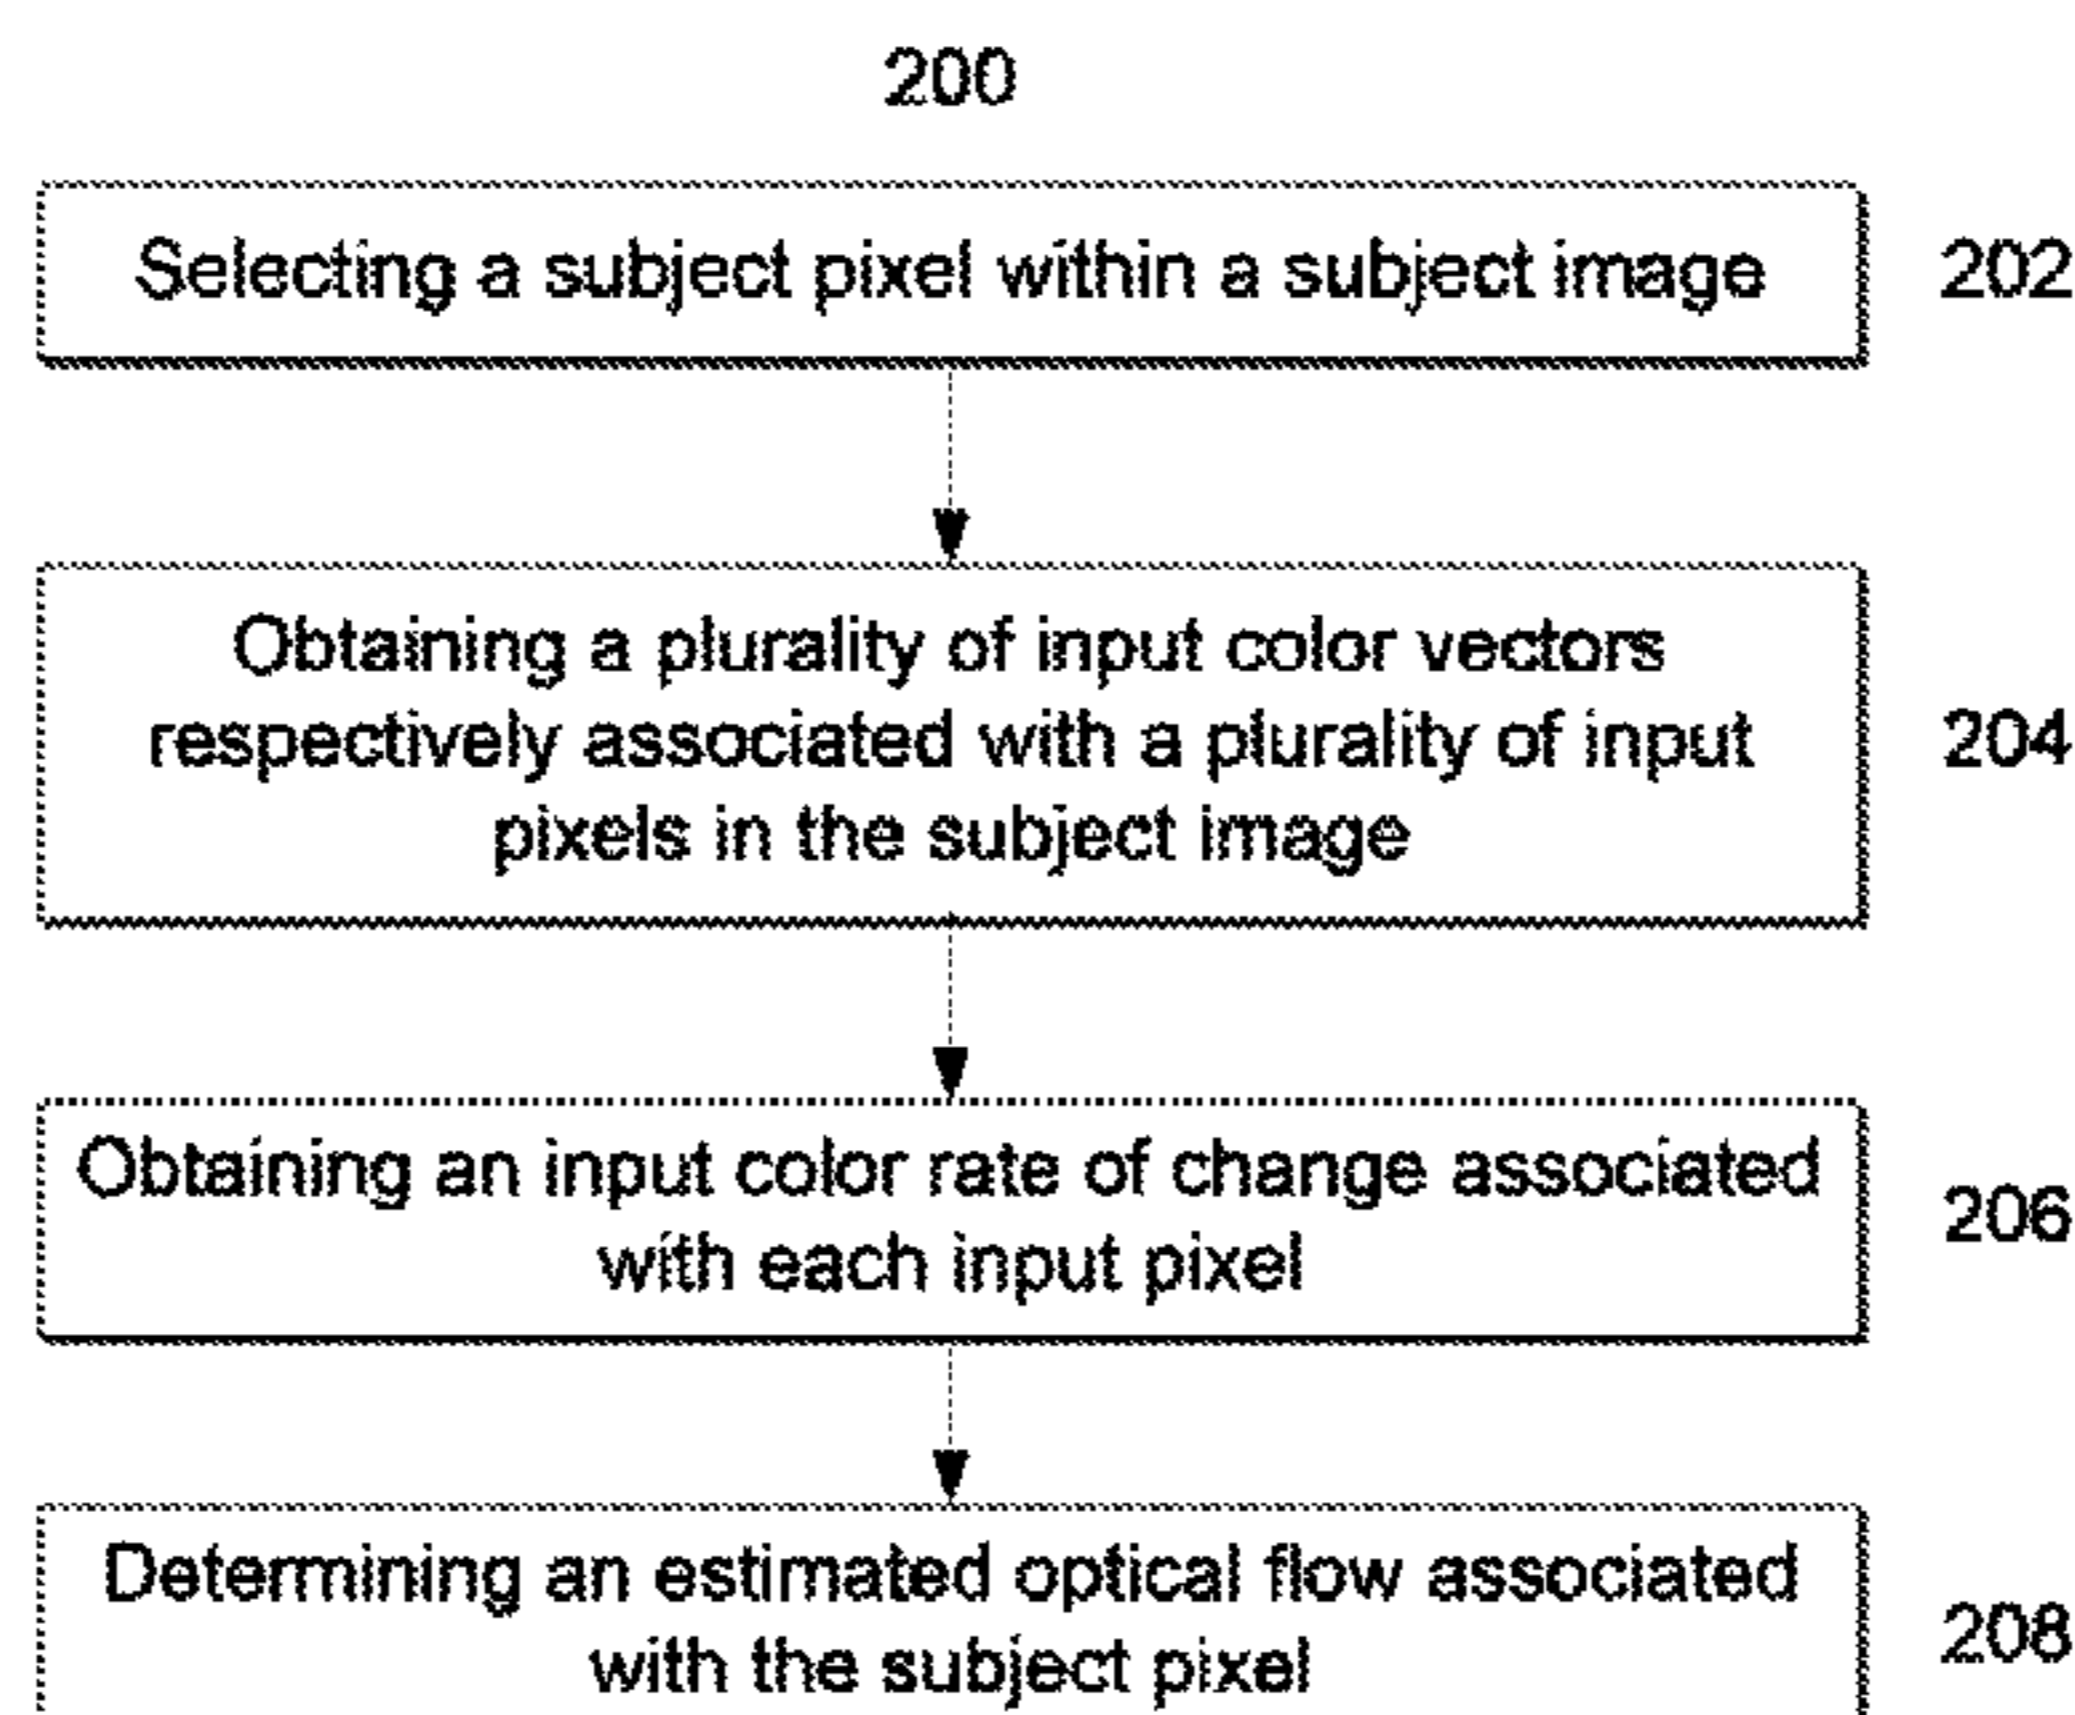 200
Selecting a subject pixel within a subject image
202
Obtaining a plurality of input color vectors
respectively associated with a plurality of input
pixels in the subject image
204
Obtaining an input color rate of change associated
with each input pixel
206
Determining an estimated optical flow associated
with the subject pixel
208